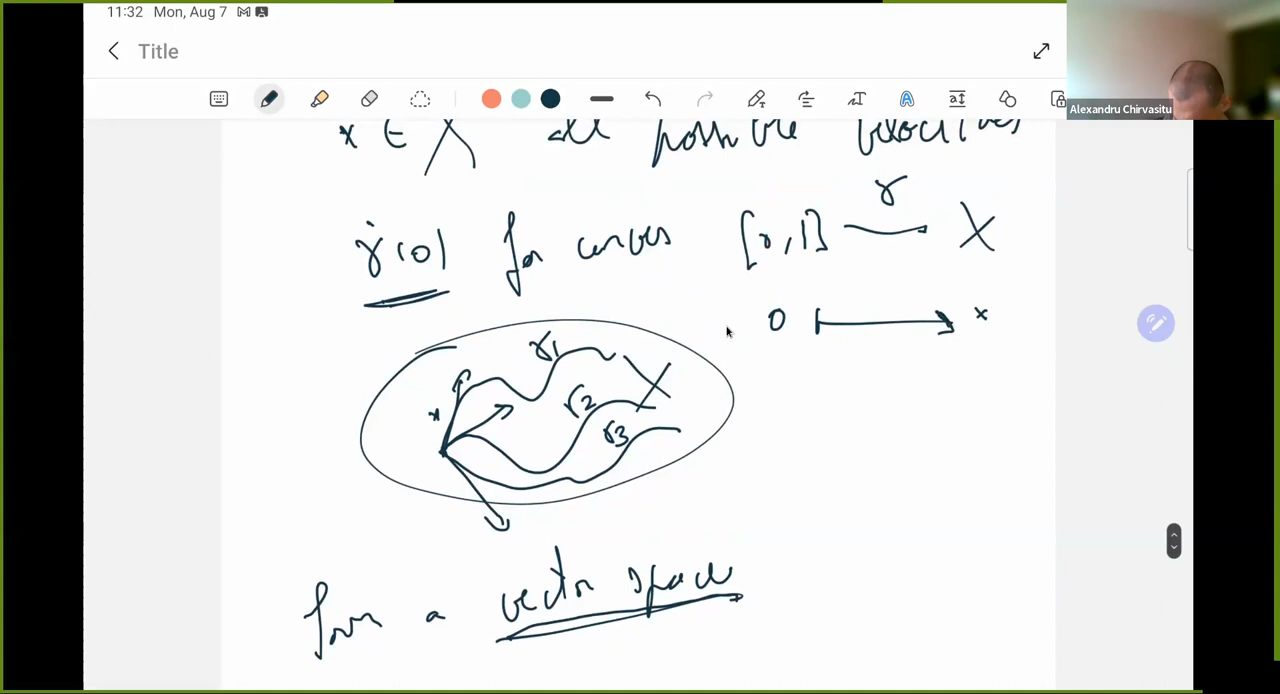 11:32 Mon, Aug 7
Title
Alexandru Chirvasitu
x ∈ X all possible velocities
γ̇(0) for curves [0,1] γ X
0 ↦ x
γ1
X
x
γ2
γ3
form a vector space